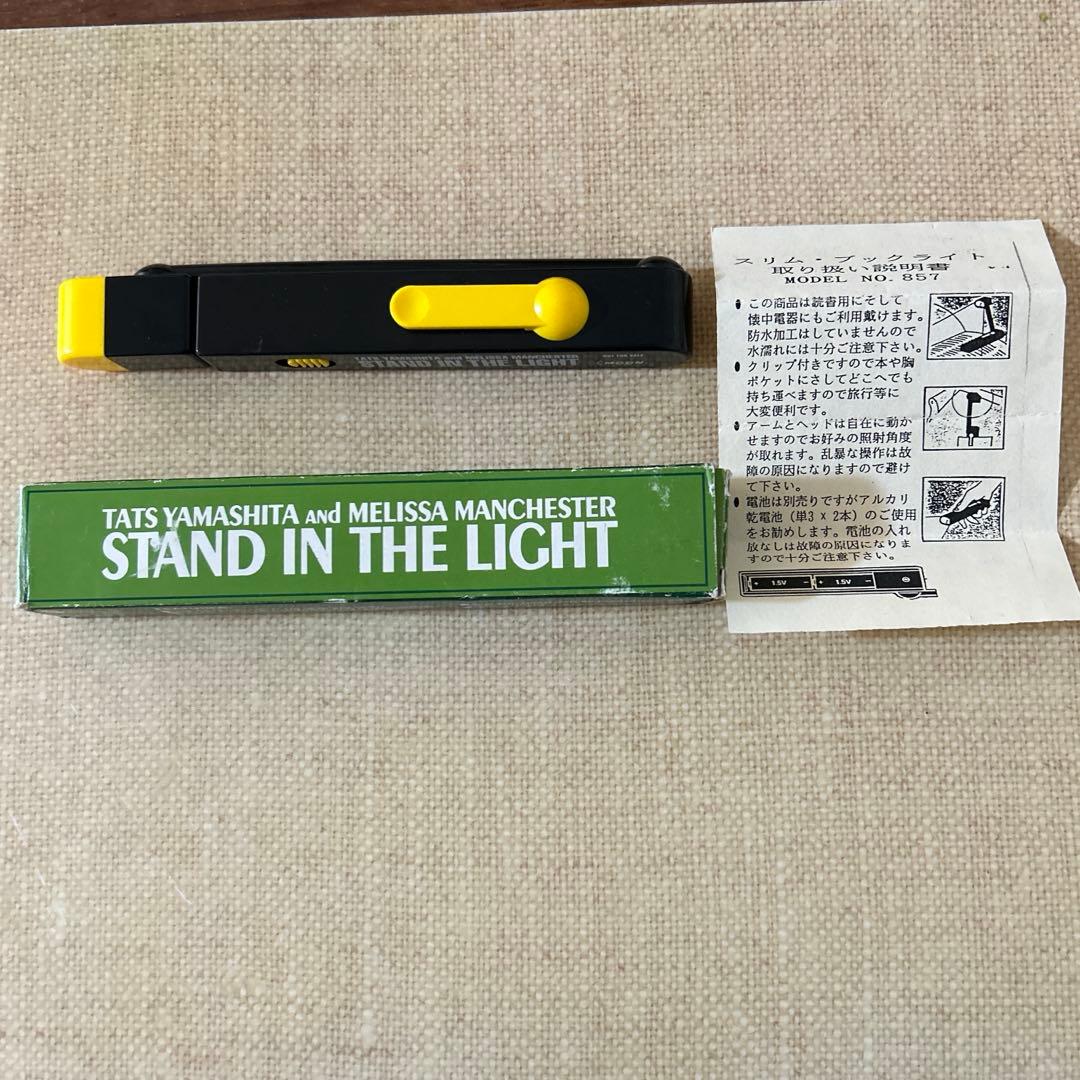 TATS YAMASHITA AND MELISSA MANCHESTER
STAND IN THE LIGHT
NOT FOR SALE
MOON
TATS YAMASHITA AND MELISSA MANCHESTER
STAND IN THE LIGHT
スリム・ブックライト
取り扱い説明書
MODEL NO. 857
● この商品は読書用にそして
懐中電器にもご利用戴けます。
防水加工はしていませんので
水濡れには十分ご注意下さい。
● クリップ付きですので本や胸
ポケットにさしてどこへでも
持ち運べますので旅行等に
大変便利です。
● アームとヘッドは自在に動か
せますのでお好みの照射角度
が取れます。乱暴な操作は故
障の原因になりますので避け
て下さい。
● 電池は別売りですがアルカリ
乾電池（単3 X 2本）のご使用
をお勧めします。電池の入れ
放なしは故障の原因になりま
すので十分ご注意下さい。
+ 1.5V − + 1.5V −